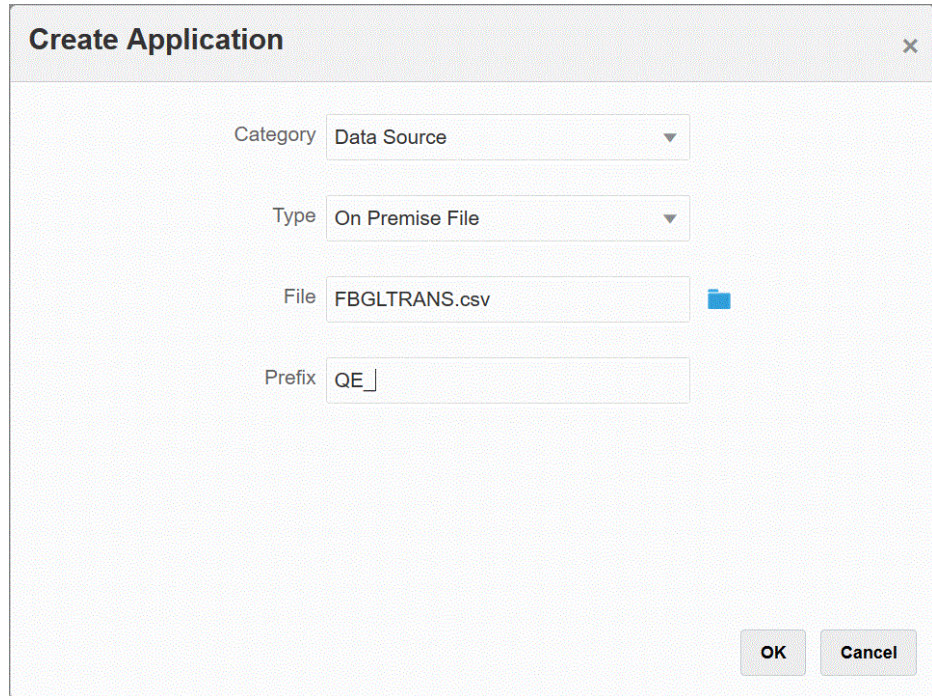 Create Application
×
Category Data Source
Type On Premise File
File FBGLTRANS.csv
Prefix QE_
OK Cancel